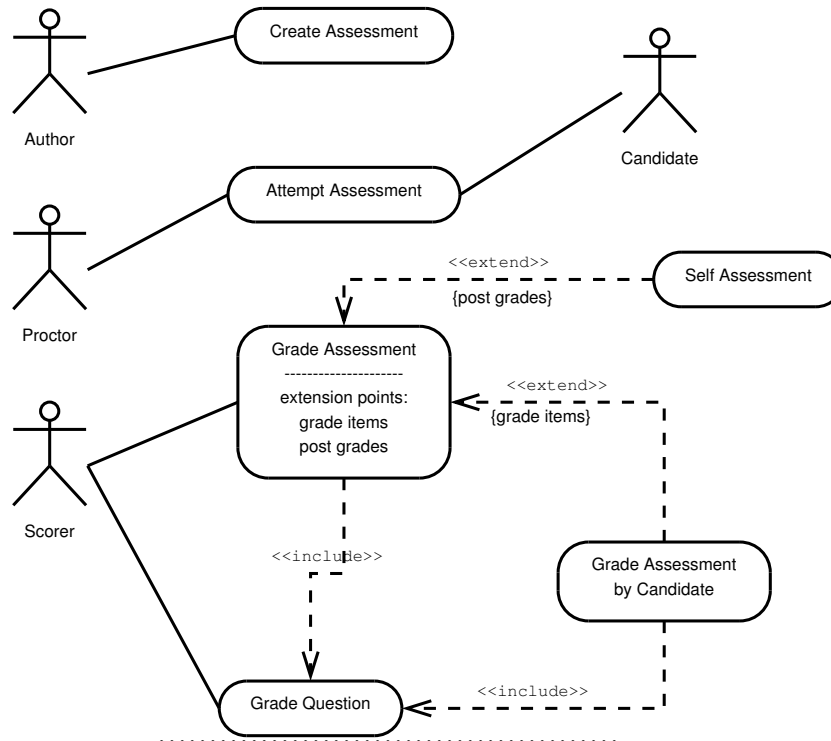 Create Assessment
Author
Candidate
Attempt Assessment
<<extend>>
Self Assessment
{post grades}
Proctor
Grade Assessment
---------------------
extension points:
grade items
post grades
<<extend>>
{grade items}
Scorer
<<include>>
Grade Assessment
by Candidate
Grade Question
<<include>>